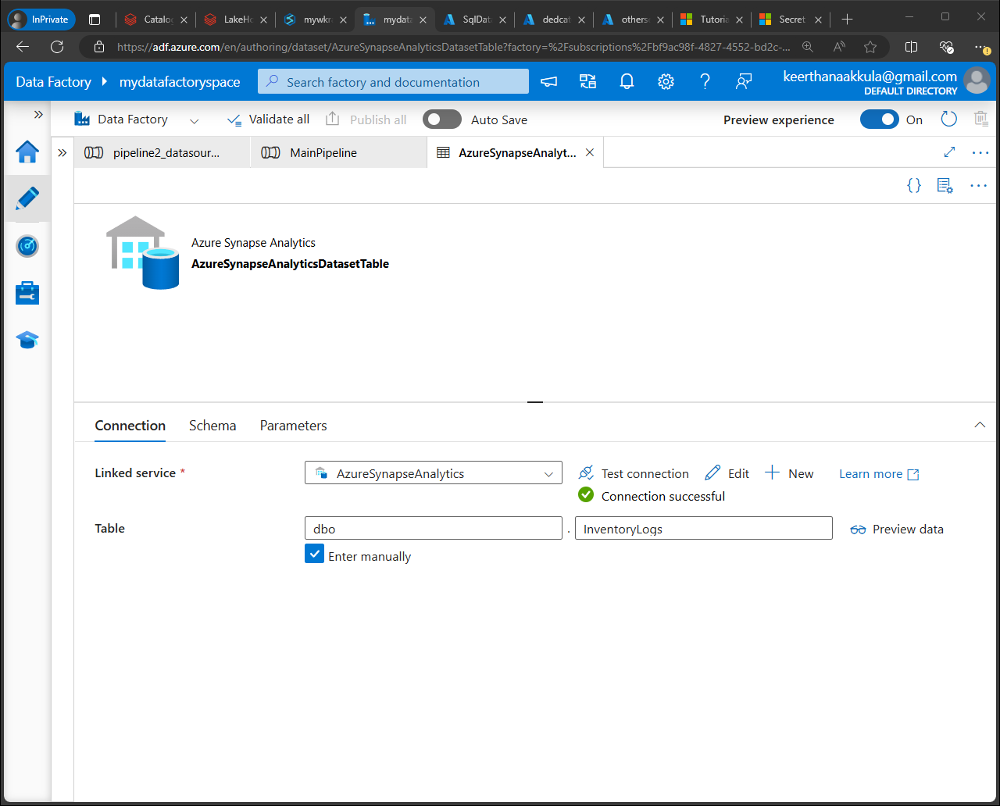 InPrivate
Catalog
LakeHo
mywkr
mydata
SqlDat
dedcat
others
Tutoria
Secret
https://adf.azure.com/en/authoring/dataset/AzureSynapseAnalyticsDatasetTable?factory=%2Fsubscriptions%2Fbf9ac98f-4827-4552-bd2c-...
Data Factory
mydatafactoryspace
Search factory and documentation
keerthanaakkula@gmail.com
DEFAULT DIRECTORY
Data Factory
Validate all
Publish all
Auto Save
Preview experience
On
pipeline2_datasour...
MainPipeline
AzureSynapseAnalyt...
{}
Azure Synapse Analytics
AzureSynapseAnalyticsDatasetTable
Connection
Schema
Parameters
Linked service *
AzureSynapseAnalytics
Test connection
Edit
New
Learn more
Connection successful
Table
dbo
.
InventoryLogs
Preview data
Enter manually